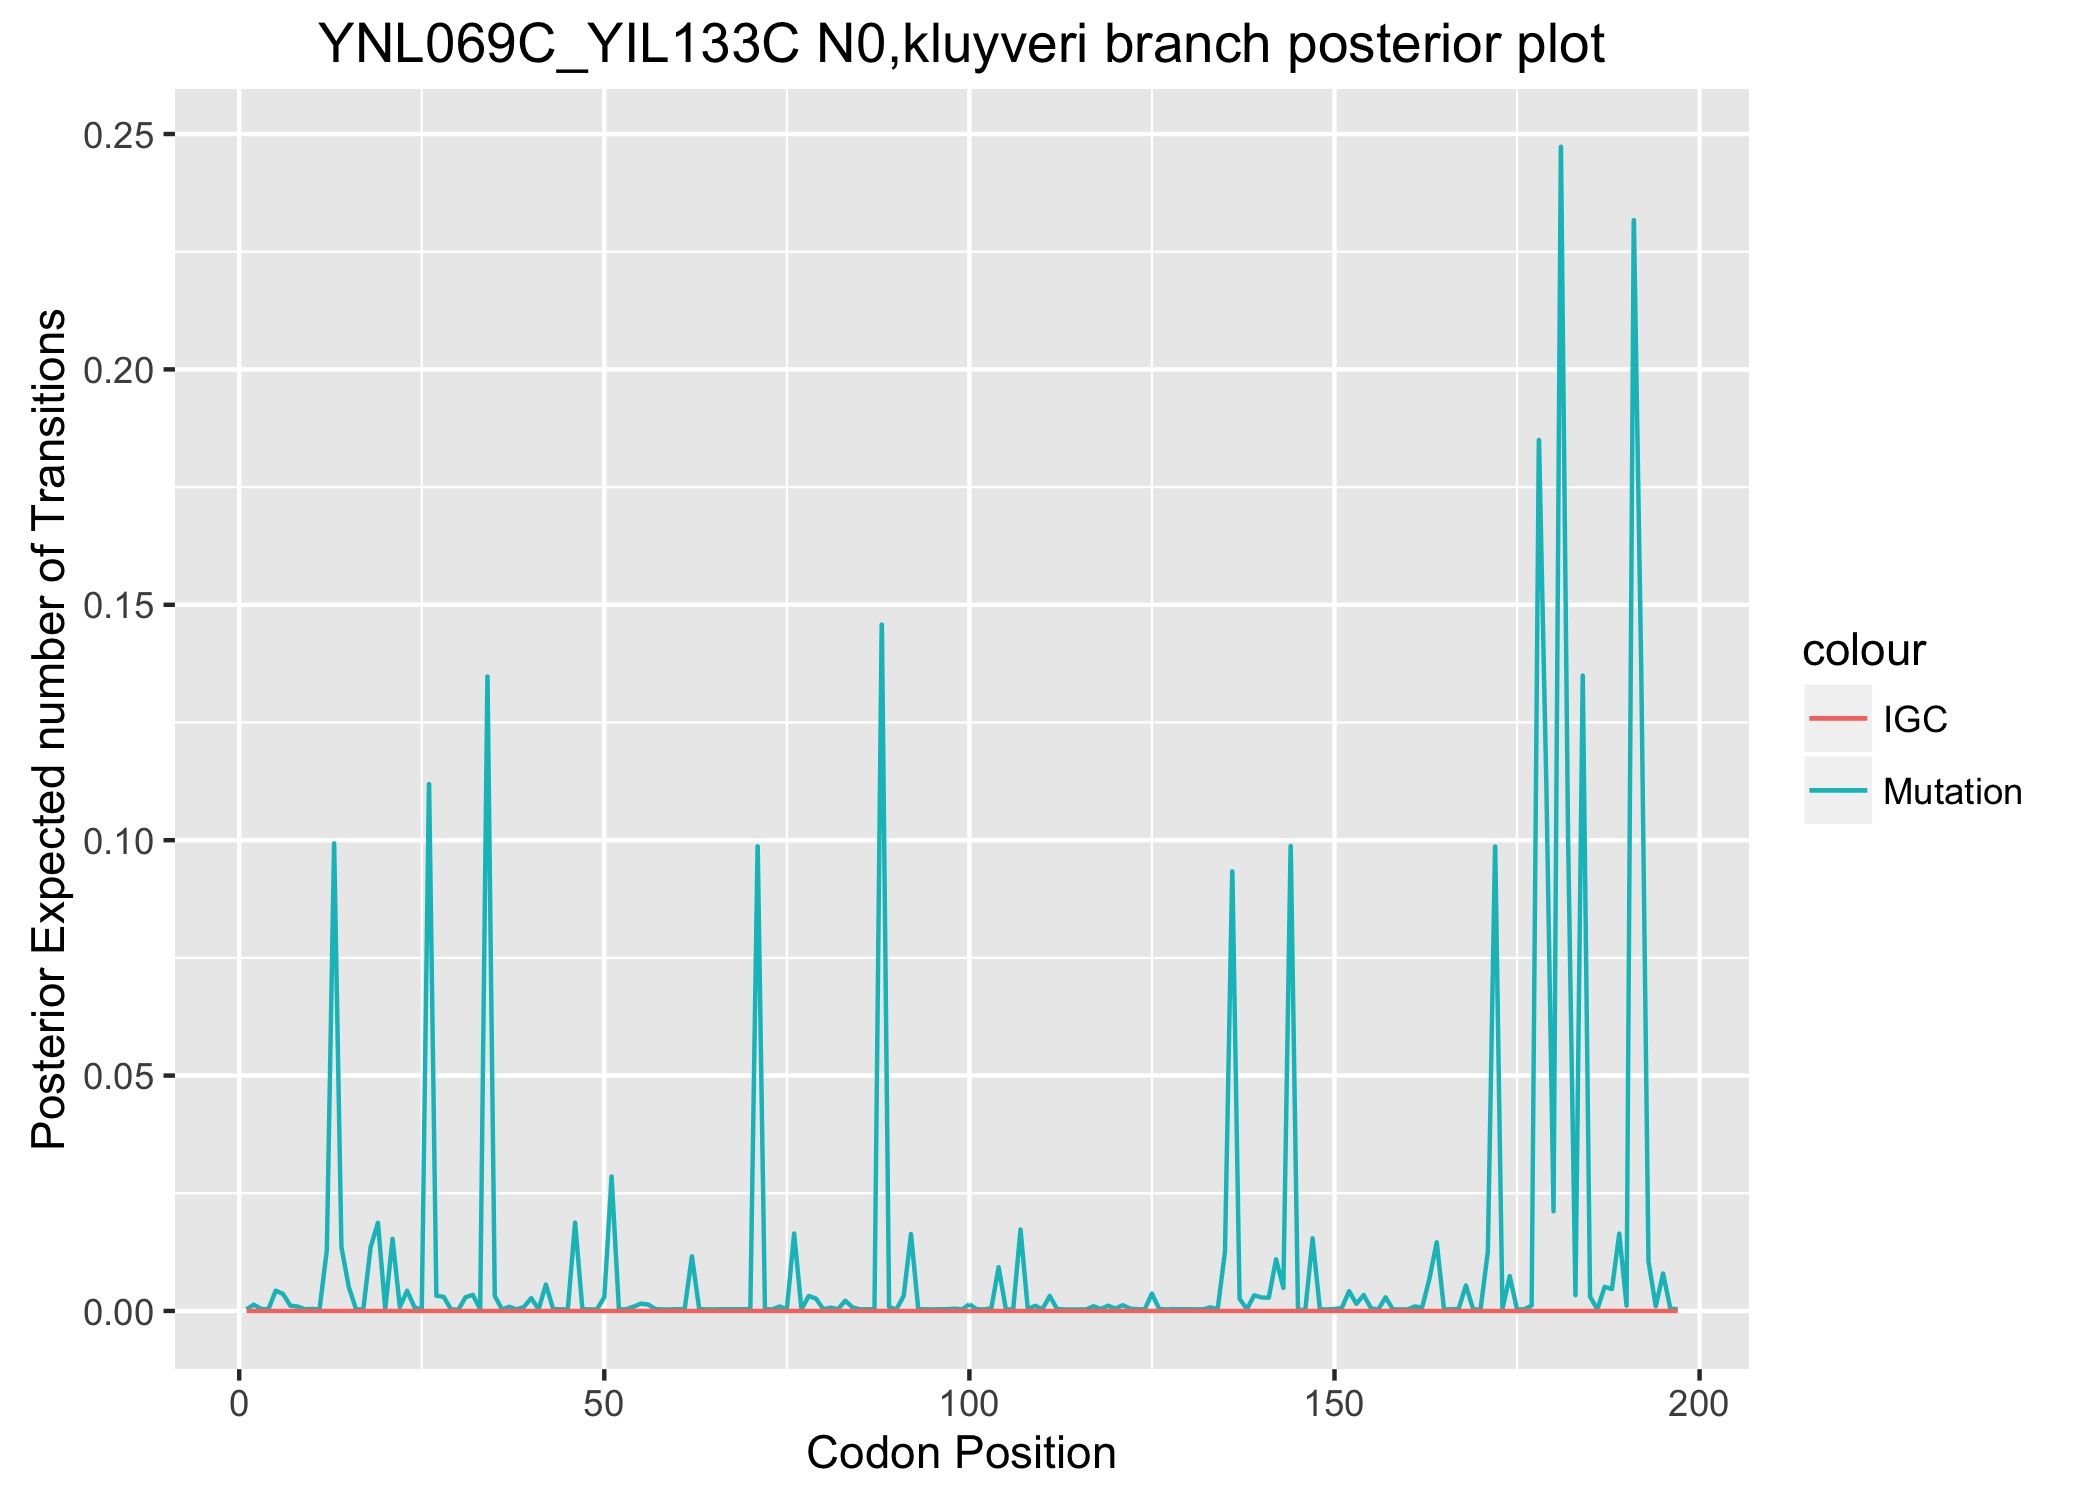 YNL069C_YIL133C N0,kluyveri branch posterior plot
Posterior Expected number of Transitions
0.25
0.20
0.15
0.10
0.05
0.00
0 50 100 150 200
Codon Position
colour
IGC
Mutation